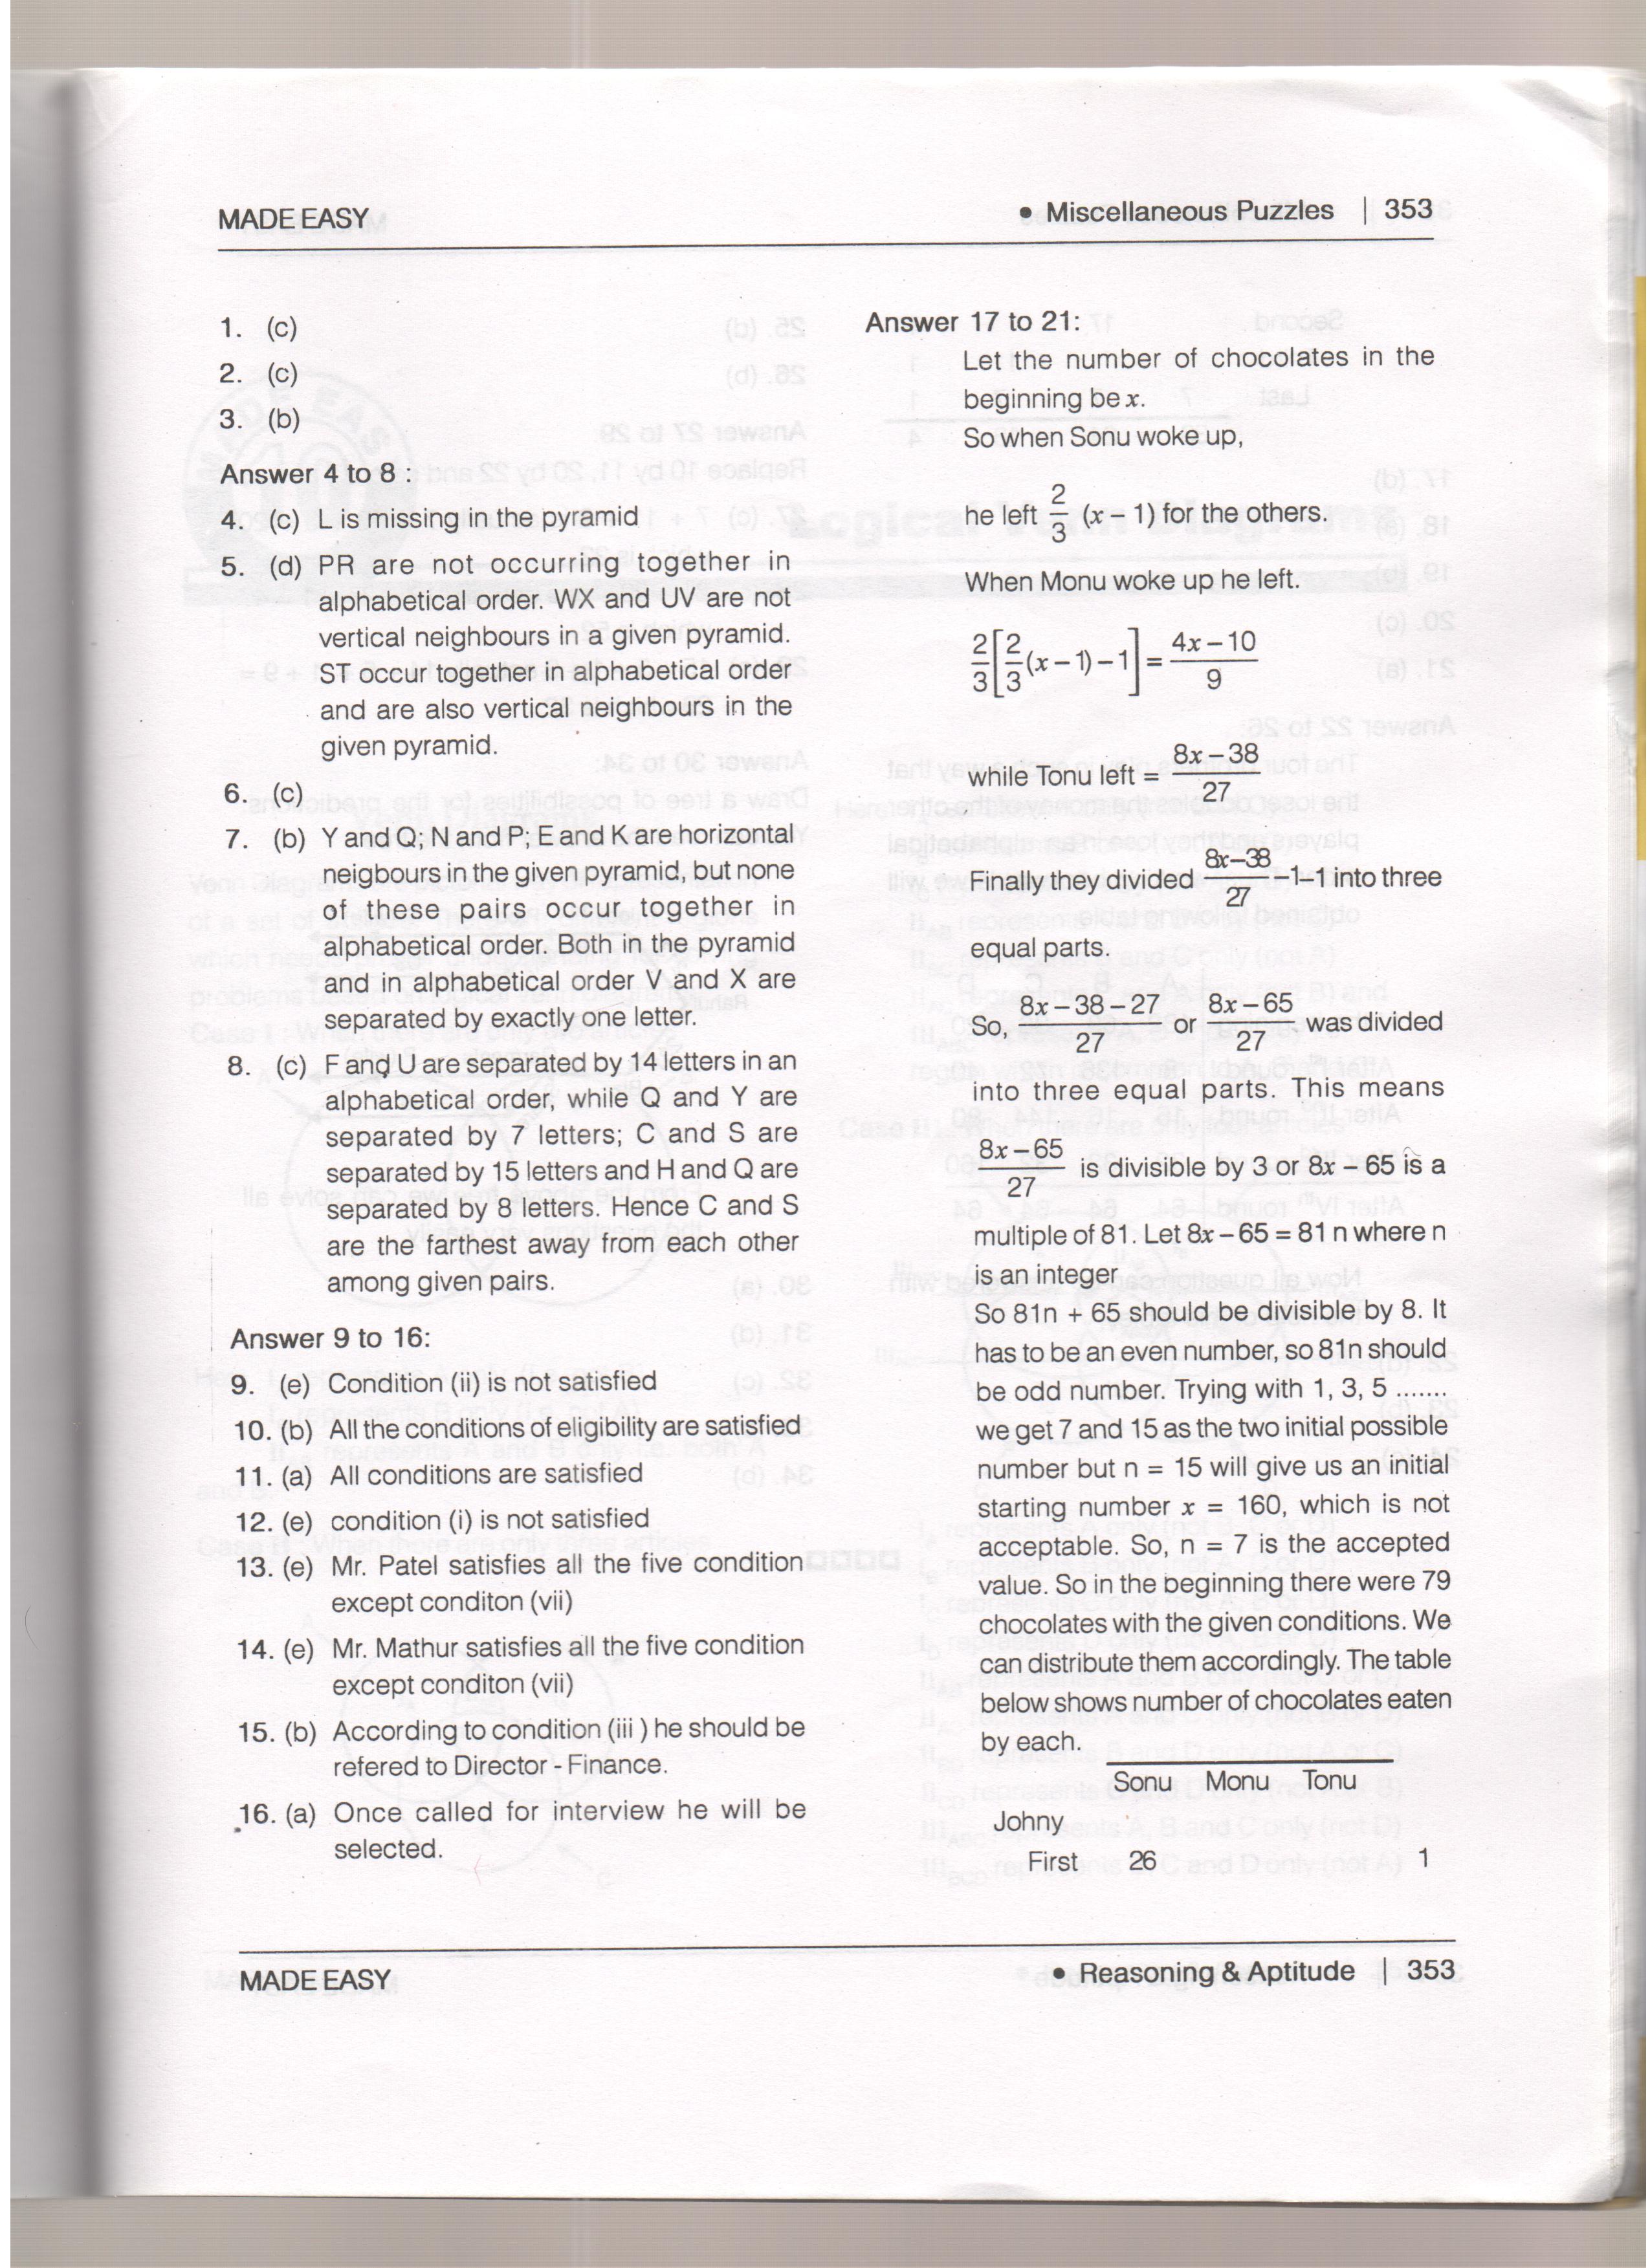 MADE EASY
• Miscellaneous Puzzles | 353
1. (c)
2. (c)
3. (b)
Answer 4 to 8 :
4. (c) L is missing in the pyramid
5. (d) PR are not occurring together in
alphabetical order. WX and UV are not
vertical neighbours in a given pyramid.
ST occur together in alphabetical order
and are also vertical neighbours in the
given pyramid.
6. (c)
7. (b) Y and Q; N and P; E and K are horizontal
neigbours in the given pyramid, but none
of these pairs occur together in
alphabetical order. Both in the pyramid
and in alphabetical order V and X are
separated by exactly one letter.
8. (c) F and U are separated by 14 letters in an
alphabetical order, while Q and Y are
separated by 7 letters; C and S are
separated by 15 letters and H and Q are
separated by 8 letters. Hence C and S
are the farthest away from each other
among given pairs.
Answer 9 to 16:
9. (e) Condition (ii) is not satisfied
10. (b) All the conditions of eligibility are satisfied
11. (a) All conditions are satisfied
12. (e) condition (i) is not satisfied
13. (e) Mr. Patel satisfies all the five condition
except conditon (vii)
14. (e) Mr. Mathur satisfies all the five condition
except conditon (vii)
15. (b) According to condition (iii ) he should be
refered to Director - Finance.
16. (a) Once called for interview he will be
selected.
Answer 17 to 21:
Let the number of chocolates in the
beginning be x.
So when Sonu woke up,
he left 2/3 (x – 1) for the others.
When Monu woke up he left.
2/3[2/3(x – 1) – 1] = (4x – 10)/9
while Tonu left = (8x – 38)/27
Finally they divided (8x–38)/27 –1–1 into three
equal parts.
So, (8x – 38 – 27)/27 or (8x – 65)/27 was divided
into three equal parts. This means
(8x – 65)/27 is divisible by 3 or 8x – 65 is a
multiple of 81. Let 8x – 65 = 81 n where n
is an integer
So 81n + 65 should be divisible by 8. It
has to be an even number, so 81n should
be odd number. Trying with 1, 3, 5 .......
we get 7 and 15 as the two initial possible
number but n = 15 will give us an initial
starting number x = 160, which is not
acceptable. So, n = 7 is the accepted
value. So in the beginning there were 79
chocolates with the given conditions. We
can distribute them accordingly. The table
below shows number of chocolates eaten
by each.
Sonu Monu Tonu
Johny
First 26 1
MADE EASY
• Reasoning & Aptitude | 353